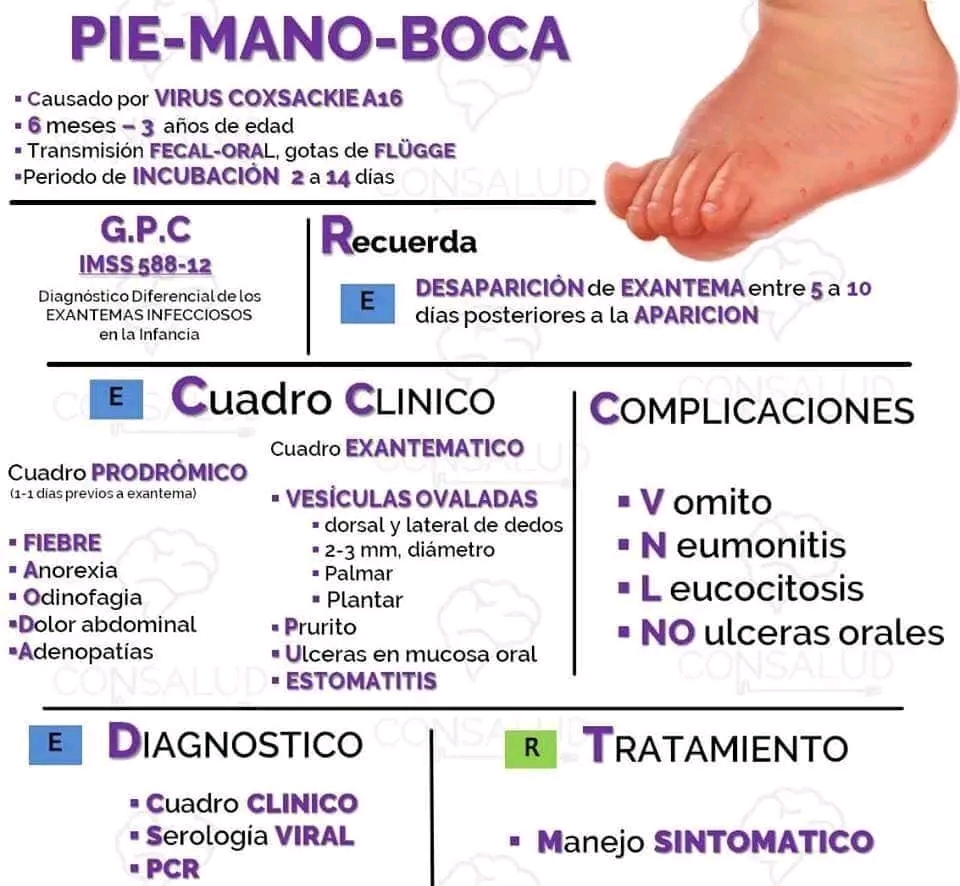 PIE-MANO-BOCA
▪ Causado por VIRUS COXSACKIE A16
▪ 6 meses – 3 años de edad
▪ Transmisión FECAL-ORAL, gotas de FLÜGGE
▪Periodo de INCUBACIÓN 2 a 14 días
G.P.C
IMSS 588-12
Diagnóstico Diferencial de los
EXANTEMAS INFECCIOSOS
en la Infancia
Recuerda
E
DESAPARICIÓN de EXANTEMA entre 5 a 10
días posteriores a la APARICION
E
Cuadro CLINICO
Cuadro PRODRÓMICO
(1-1 días previos a exantema)
▪ FIEBRE
▪ Anorexia
▪ Odinofagia
▪Dolor abdominal
▪Adenopatías
Cuadro EXANTEMATICO
▪ VESÍCULAS OVALADAS
▪ dorsal y lateral de dedos
▪ 2-3 mm, diámetro
▪ Palmar
▪ Plantar
▪ Prurito
▪ Ulceras en mucosa oral
▪ ESTOMATITIS
COMPLICACIONES
▪ V omito
▪ N eumonitis
▪ L eucocitosis
▪ NO ulceras orales
E
DIAGNOSTICO
▪ Cuadro CLINICO
▪ Serología VIRAL
▪ PCR
R
TRATAMIENTO
▪ Manejo SINTOMATICO
CONSALUD